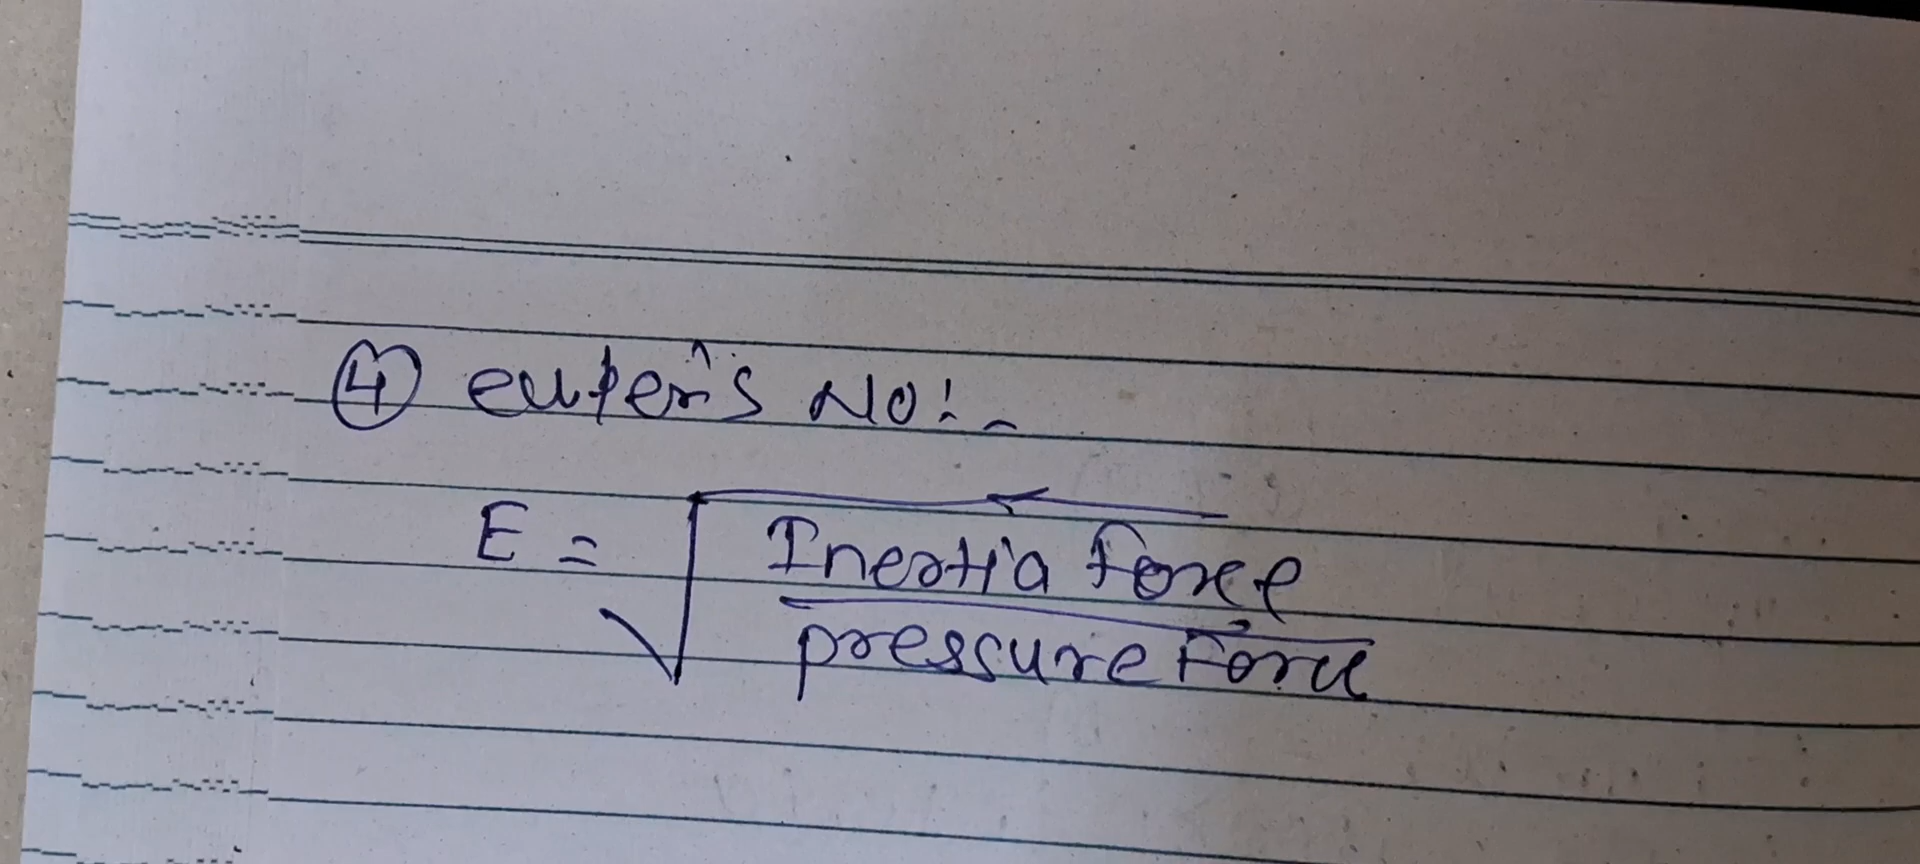 ④ euler's No:-
E = √ Inertia Force
pressure Force